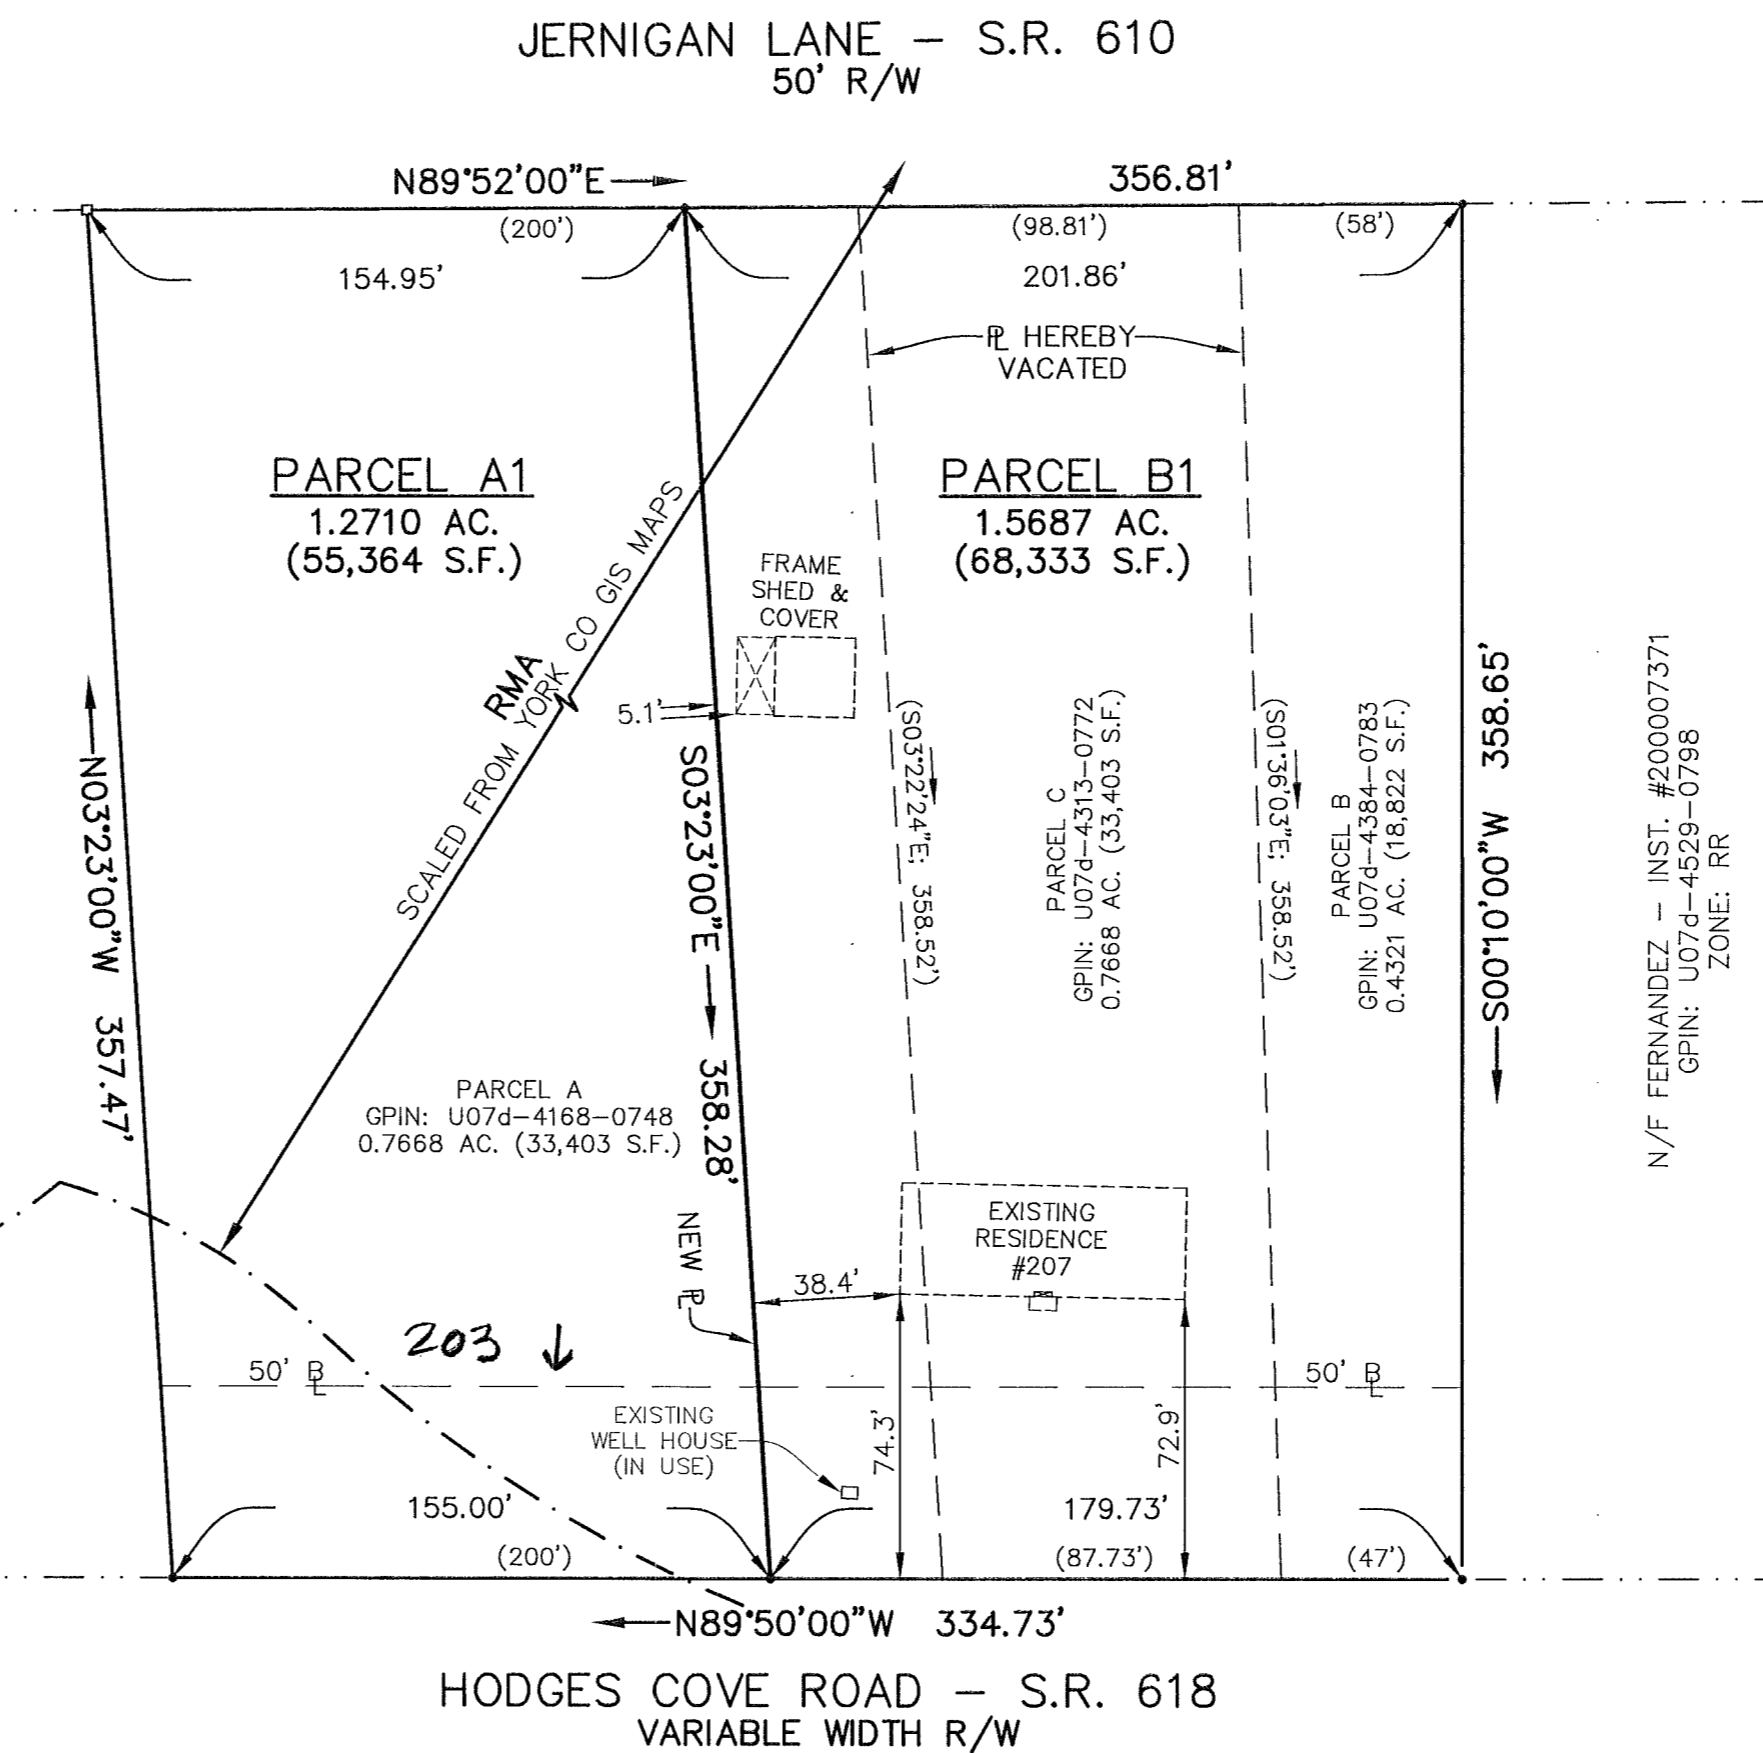 JERNIGAN LANE – S.R. 610
50' R/W
N89°52'00"E
356.81'
(200')
(98.81')
(58')
154.95'
201.86'
PL HEREBY
VACATED
PARCEL A1
1.2710 AC.
(55,364 S.F.)
PARCEL B1
1.5687 AC.
(68,333 S.F.)
FRAME
SHED &
COVER
RMA
SCALED FROM YORK CO GIS MAPS
5.1'
N03°23'00"W 357.47'
S03°23'00"E 358.28'
(S03°22'24"E; 358.52')
PARCEL C
GPIN: U07d-4313-0772
0.7668 AC. (33,403 S.F.)
(S01°36'03"E; 358.52')
PARCEL B
GPIN: U07d-4384-0783
0.4321 AC. (18,822 S.F.)
S00°10'00"W 358.65'
N/F FERNANDEZ – INST. #200007371
GPIN: U07d-4529-0798
ZONE: RR
PARCEL A
GPIN: U07d-4168-0748
0.7668 AC. (33,403 S.F.)
NEW PL
EXISTING
RESIDENCE
#207
38.4'
203 ↓
50' BL
50' BL
EXISTING
WELL HOUSE
(IN USE)
74.3'
72.9'
155.00'
179.73'
(200')
(87.73')
(47')
N89°50'00"W 334.73'
HODGES COVE ROAD – S.R. 618
VARIABLE WIDTH R/W